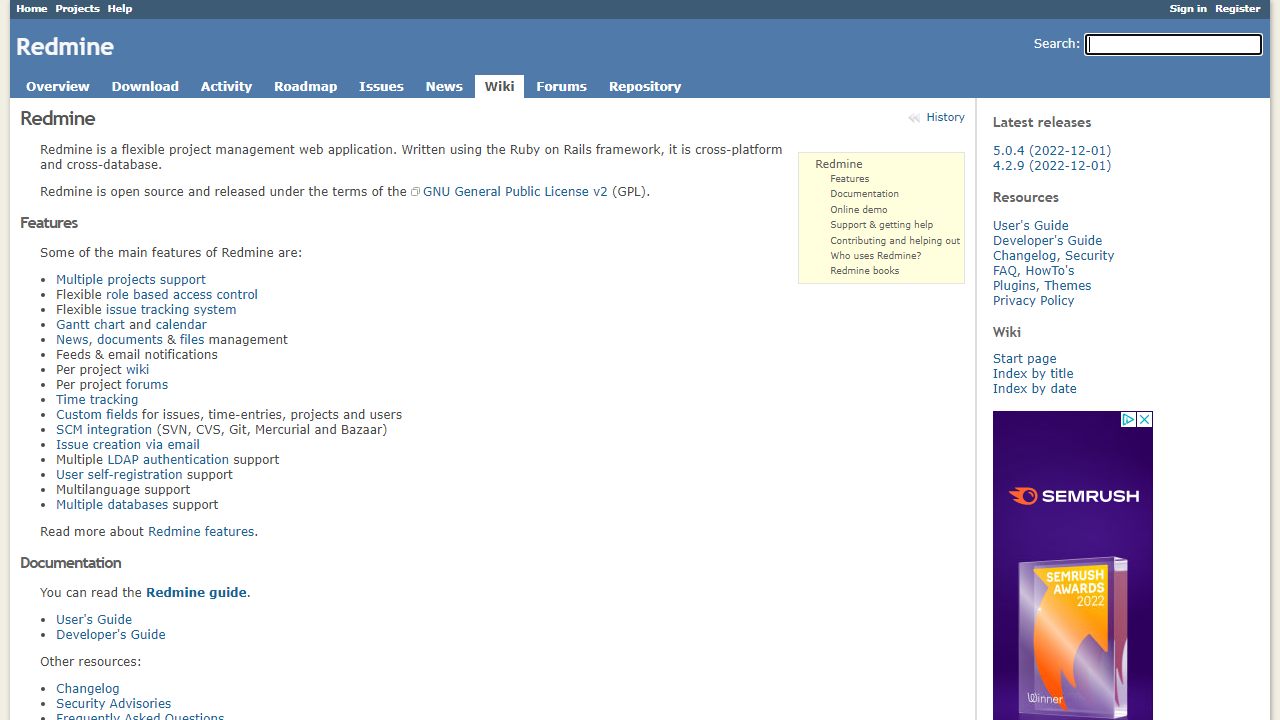 Home Projects Help
Sign in Register
Redmine
Search:
Overview Download Activity Roadmap Issues News Wiki Forums Repository
Redmine
History
Redmine is a flexible project management web application. Written using the Ruby on Rails framework, it is cross-platform
and cross-database.
Redmine is open source and released under the terms of the GNU General Public License v2 (GPL).
Redmine
Features
Documentation
Online demo
Support & getting help
Contributing and helping out
Who uses Redmine?
Redmine books
Features
Some of the main features of Redmine are:
Multiple projects support
Flexible role based access control
Flexible issue tracking system
Gantt chart and calendar
News, documents & files management
Feeds & email notifications
Per project wiki
Per project forums
Time tracking
Custom fields for issues, time-entries, projects and users
SCM integration (SVN, CVS, Git, Mercurial and Bazaar)
Issue creation via email
Multiple LDAP authentication support
User self-registration support
Multilanguage support
Multiple databases support
Read more about Redmine features.
Documentation
You can read the Redmine guide.
User's Guide
Developer's Guide
Other resources:
Changelog
Security Advisories
Frequently Asked Questions
Latest releases
5.0.4 (2022-12-01)
4.2.9 (2022-12-01)
Resources
User's Guide
Developer's Guide
Changelog, Security
FAQ, HowTo's
Plugins, Themes
Privacy Policy
Wiki
Start page
Index by title
Index by date
SEMRUSH
SEMRUSH
AWARDS
2022
Winner